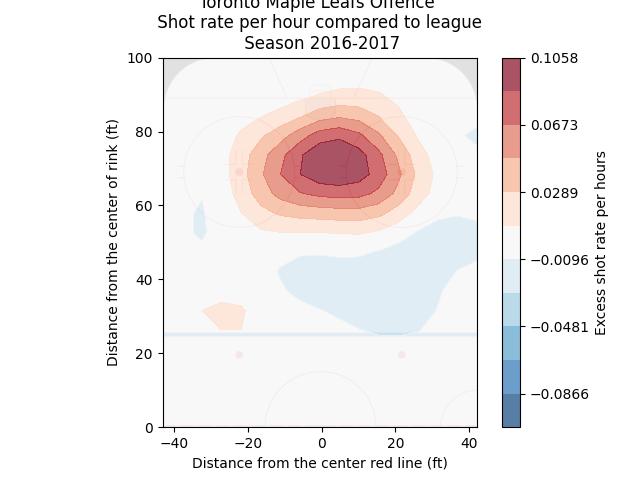 Toronto Maple Leafs Offence
Shot rate per hour compared to league
Season 2016-2017
100
80
60
40
20
0
−40
−20
0
20
40
Distance from the center of rink (ft)
Distance from the center red line (ft)
0.1058
0.0673
0.0289
−0.0096
−0.0481
−0.0866
Excess shot rate per hours